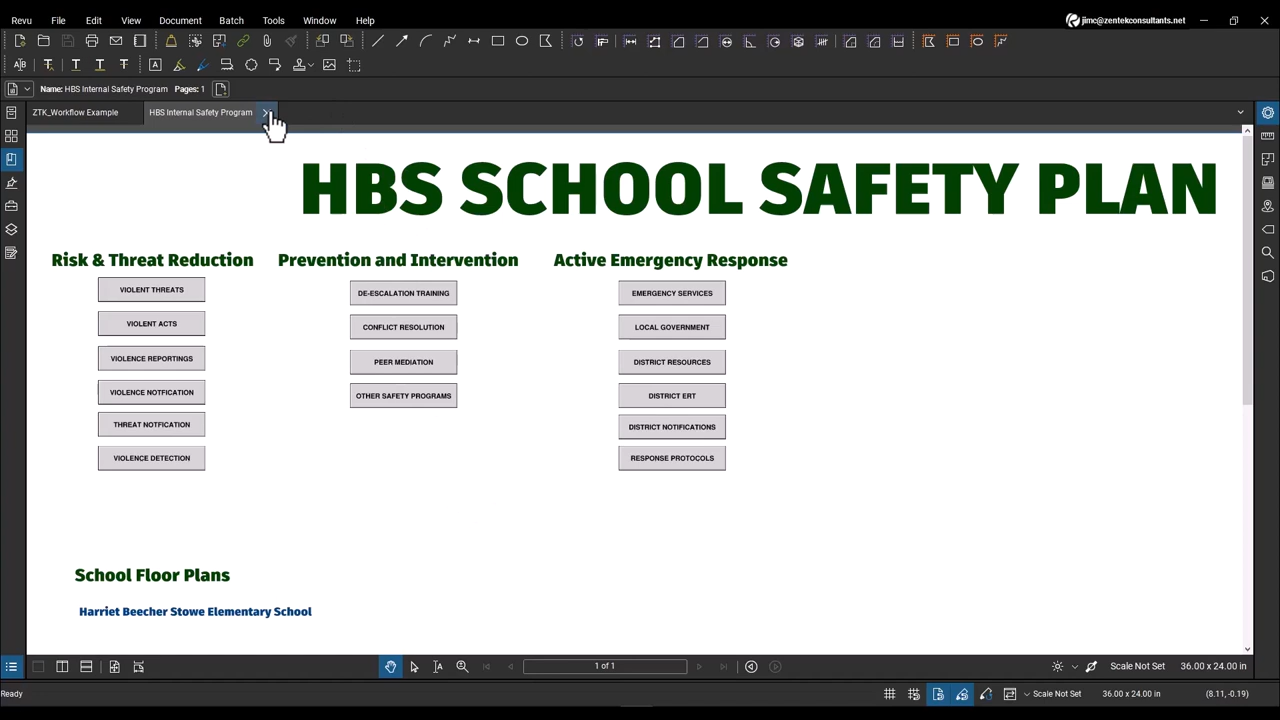 Revu File Edit View Document Batch Tools Window Help jimc@zentekconsultants.net
Name: HBS Internal Safety Program Pages: 1
ZTK_Workflow Example HBS Internal Safety Program
HBS SCHOOL SAFETY PLAN
Risk & Threat Reduction Prevention and Intervention Active Emergency Response
VIOLENT THREATS DE-ESCALATION TRAINING EMERGENCY SERVICES
VIOLENT ACTS CONFLICT RESOLUTION LOCAL GOVERNMENT
VIOLENCE REPORTINGS PEER MEDIATION DISTRICT RESOURCES
VIOLENCE NOTFICATION OTHER SAFETY PROGRAMS DISTRICT ERT
THREAT NOTFICATION DISTRICT NOTIFICATIONS
VIOLENCE DETECTION RESPONSE PROTOCOLS
School Floor Plans
Harriet Beecher Stowe Elementary School
1 of 1 Scale Not Set 36.00 x 24.00 in
Ready Scale Not Set 36.00 x 24.00 in (8.11, -0.19)